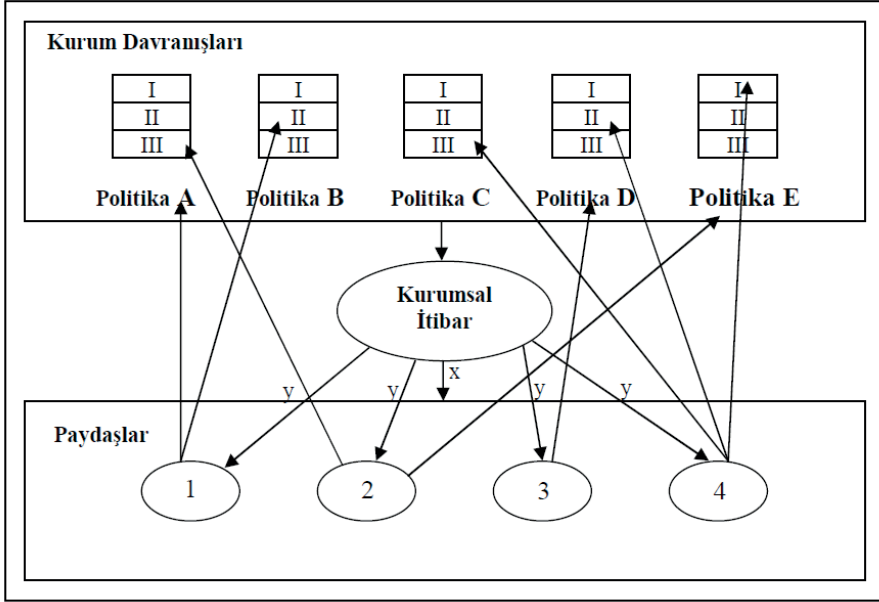 Kurum Davranışları
I I I I I
II II II II II
III III III III III
Politika A Politika B Politika C Politika D Politika E
Kurumsal
İtibar
x
y y y y
Paydaşlar
1 2 3 4